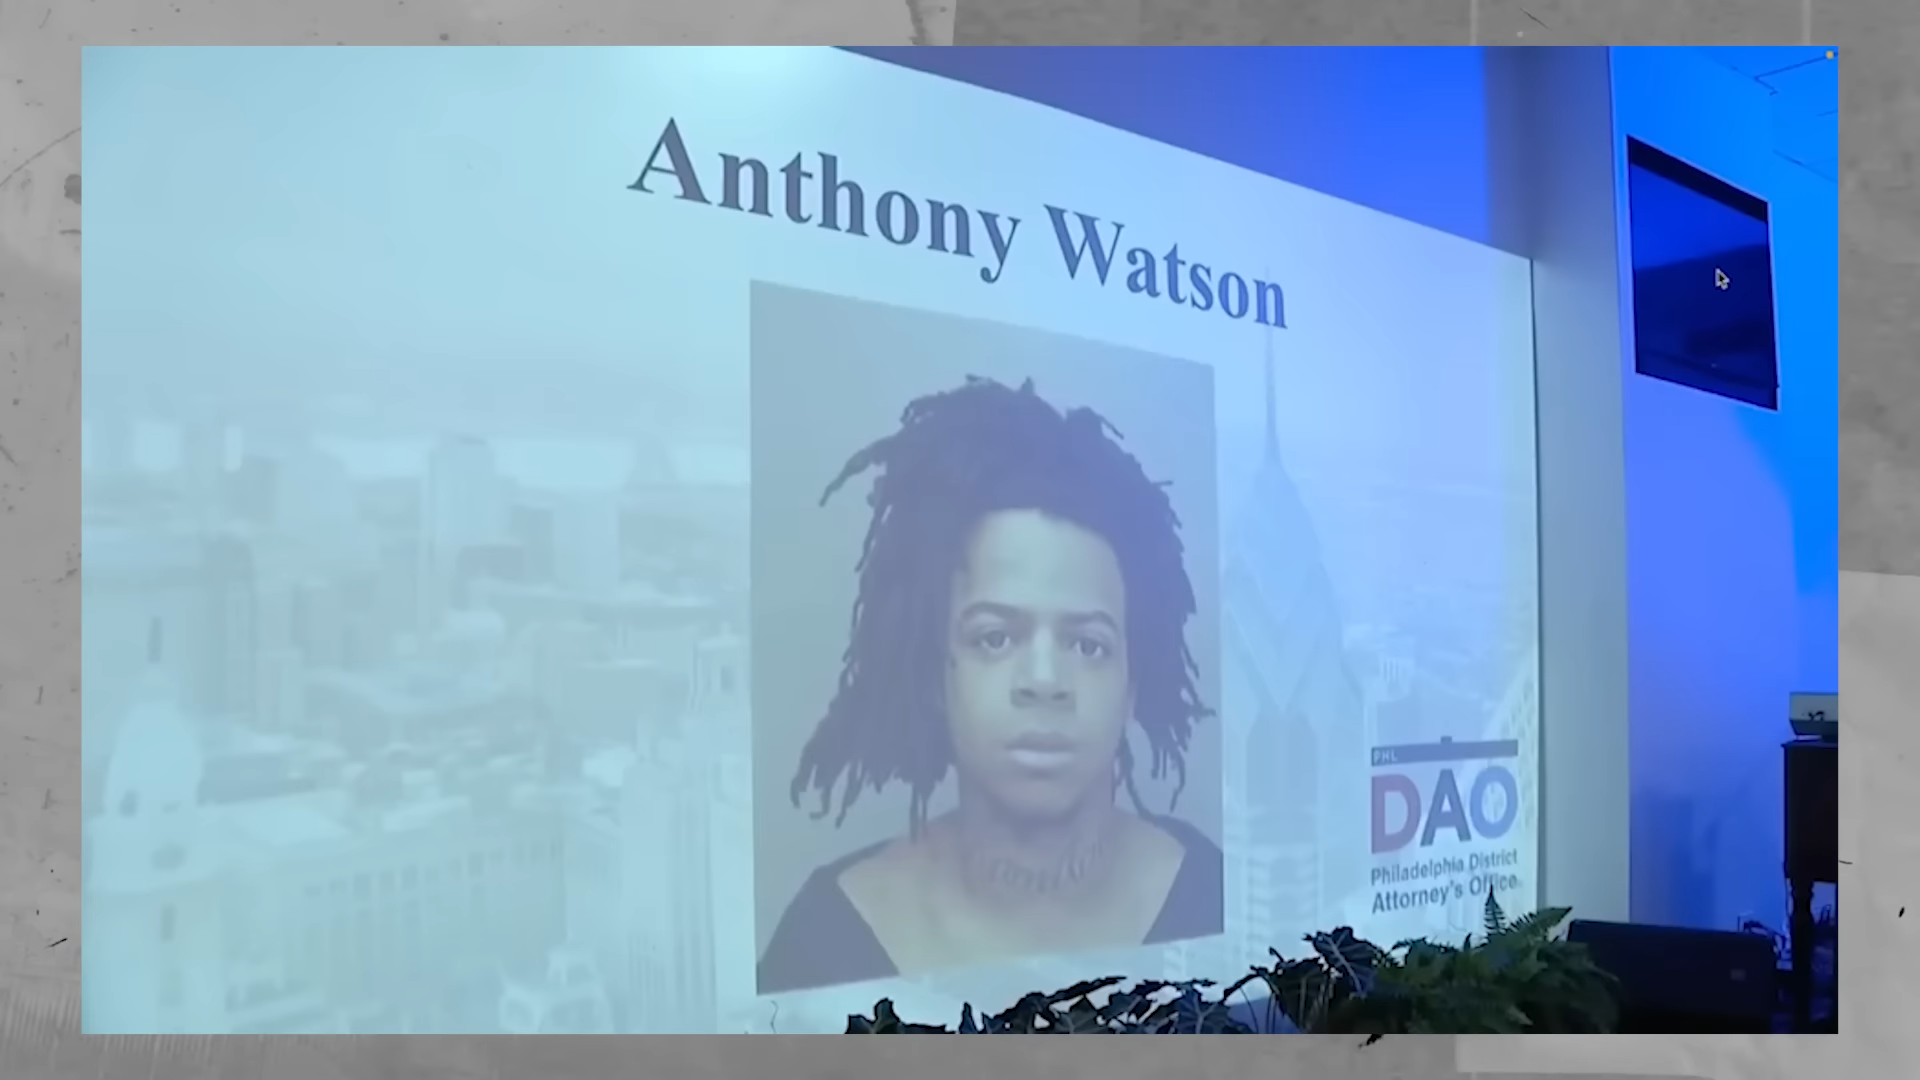 Anthony Watson
PHL
DAO
Philadelphia District
Attorney's Office